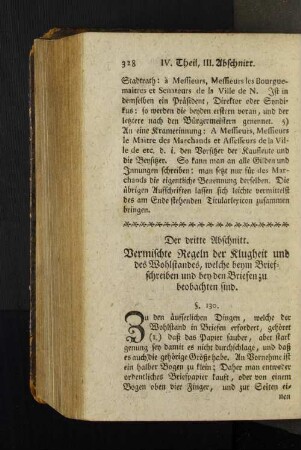 328 IV. Theil, III. Abschnitt.
Stadtrath: à Messieurs, Messieurs les Bourgue-
maitres et Senateurs de la Ville de N. Ist in
demselben ein Präsident, Direktor oder Syndi-
kus: so werden die beyden erstern voran, und der
letztere nach den Bürgermeistern genennet. 5)
An eine Kramerinnung: A Messieurs, Messieurs
le Maitre des Marchands et Assesseurs de la Vil-
le de etc. d. i. den Vorsitzer der Kaufleute und
die Beysitzer. So kann man an alle Gilden und
Innungen schreiben: man setzt nur für des Mar-
chands die eigentliche Benennung derselben. Die
übrigen Aufschriften lassen sich leichte vermittelst
des am Ende stehenden Titularlexicon zusammen
bringen.
Der dritte Abschnitt.
Vermischte Regeln der Klugheit und
des Wohlstandes, welche beym Brief-
schreiben und bey den Briefen zu
beobachten sind.
§. 130.
Zu den äusserlichen Dingen, welche der
Wohlstand in Briefen erfordert, gehöret
(1.) daß das Papier sauber, aber stark
genung sey damit es nicht durchschlage, und daß
es auch die gehörige Größe habe. An Vornehme ist
ein halber Bogen zu klein; Daher man entweder
ordentliches Briefpapier kauft, oder von einem
Bogen oben vier Finger, und zur Seiten ei-
nen